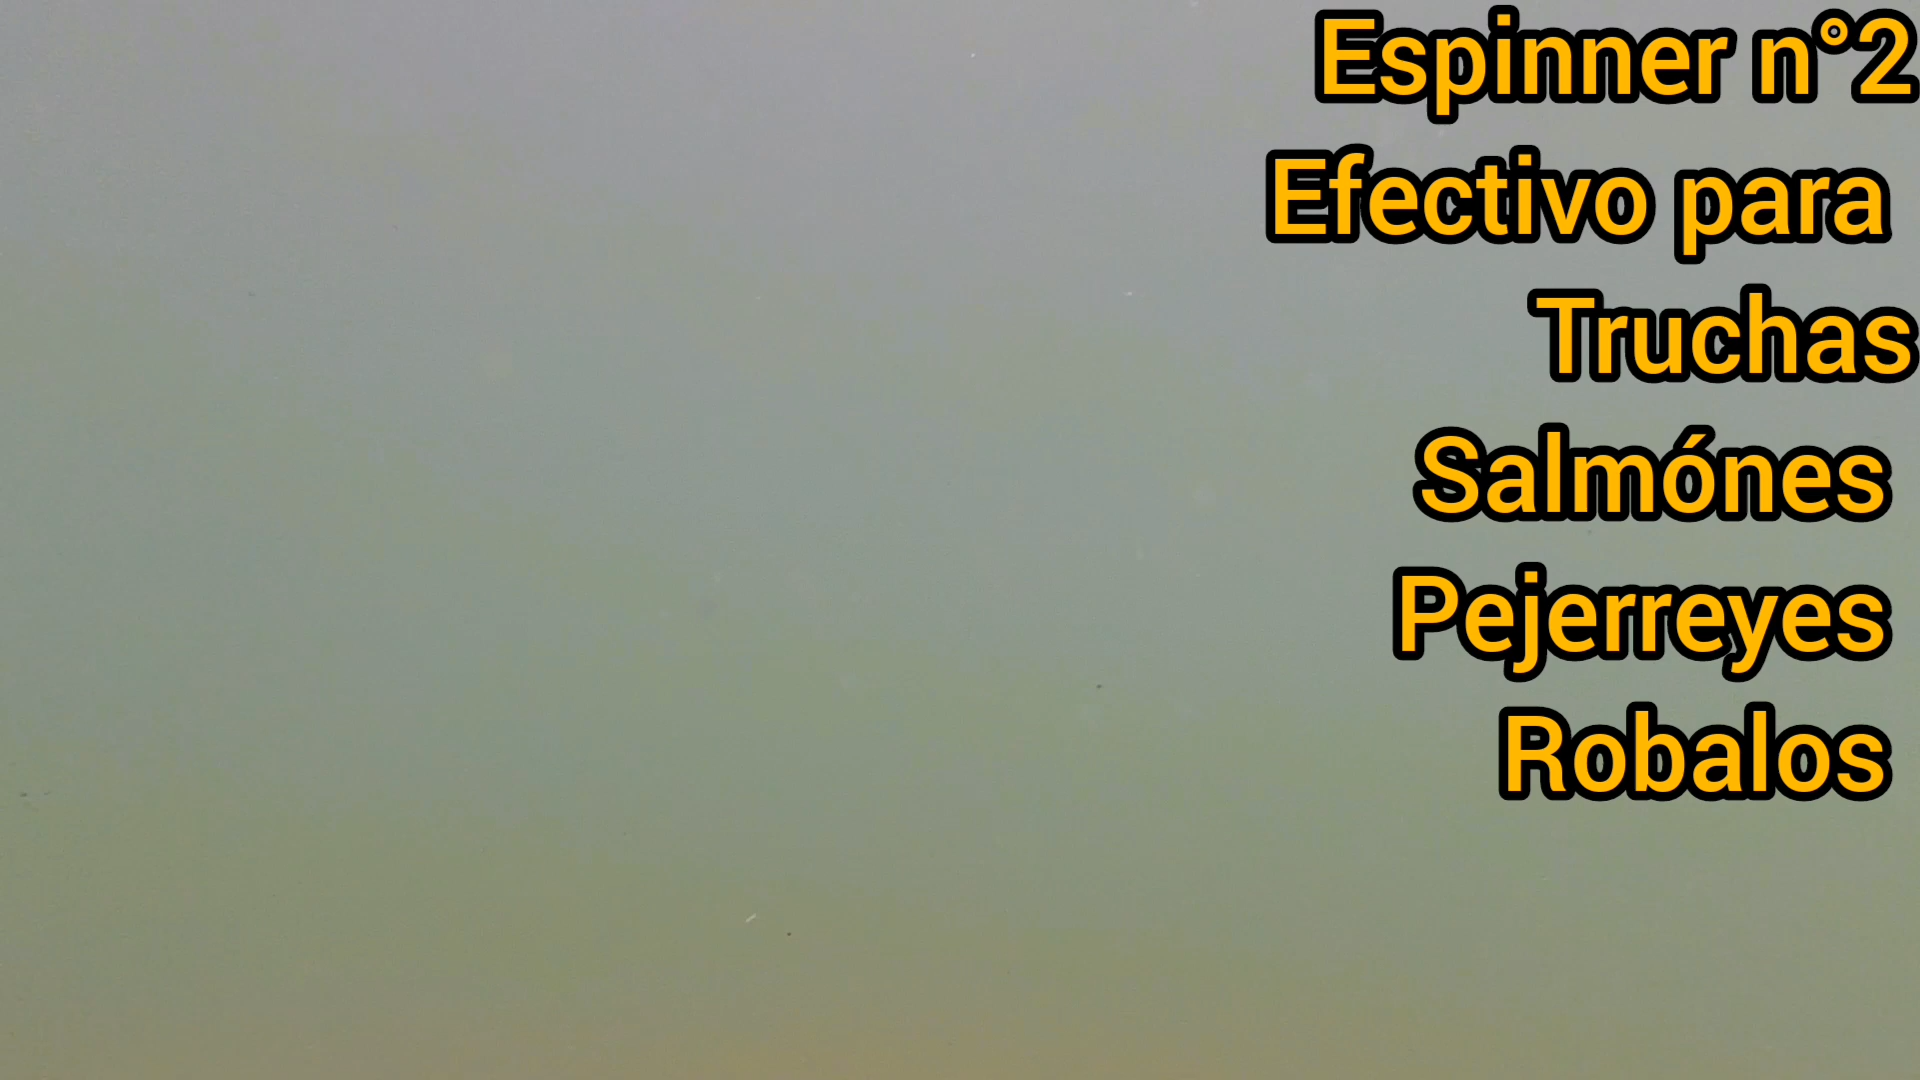 Espinner n°2
Efectivo para
Truchas
Salmónes
Pejerreyes
Robalos